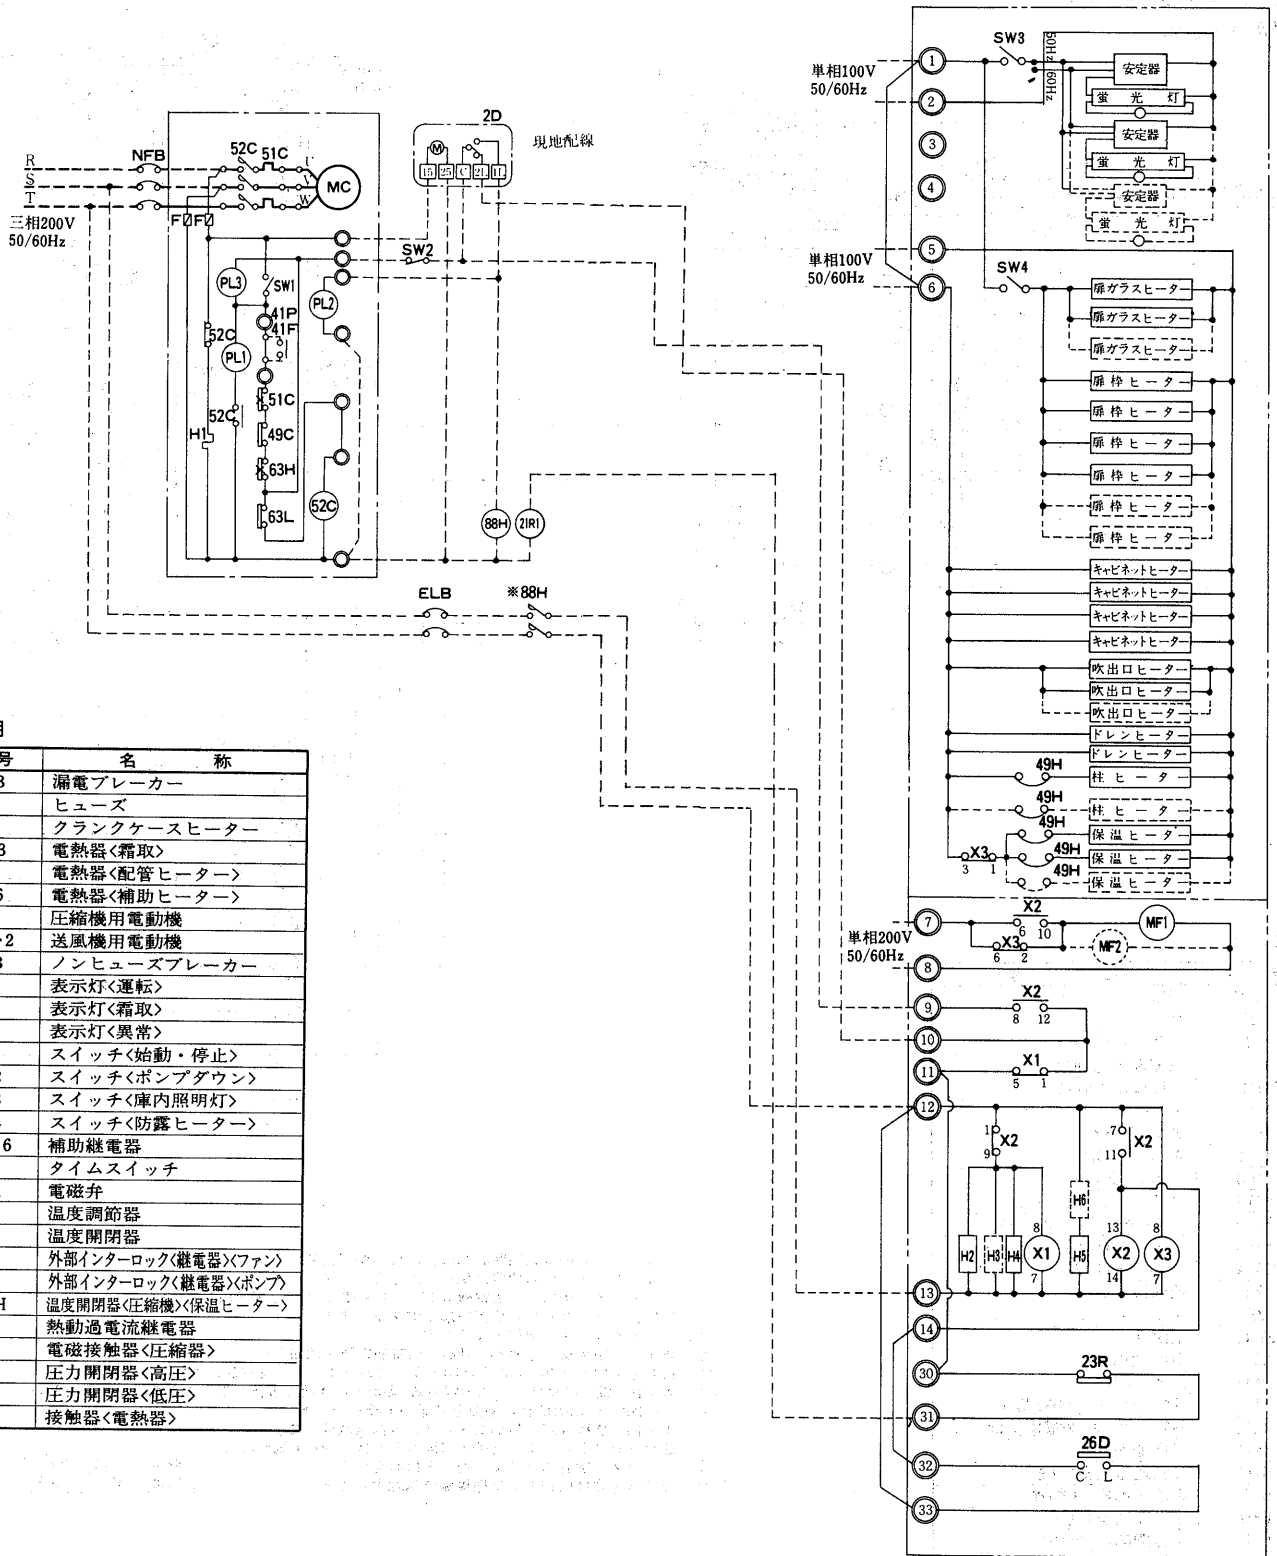 2D
現地配線
NFB
52C
51C
R
S
T
U
V
W
MC
三相200V
50/60Hz
F
F
M
15
25
C
2L
1L
SW2
PL3
SW1
PL2
41P
41F
52C
PL1
51C
52C
49C
H1
63H
63L
52C
88H
21R1
ELB
※88H
号
名 称
漏電ブレーカー
ヒューズ
クランクケースヒーター
電熱器<霜取>
電熱器<配管ヒーター>
電熱器<補助ヒーター>
圧縮機用電動機
送風機用電動機
ノンヒューズブレーカー
表示灯<運転>
表示灯<霜取>
表示灯<異常>
スイッチ<始動・停止>
スイッチ<ポンプダウン>
スイッチ<庫内照明灯>
スイッチ<防露ヒーター>
6 補助継電器
タイムスイッチ
電磁弁
温度調節器
温度開閉器
外部インターロック<継電器><ファン>
外部インターロック<継電器><ポンプ>
H 温度開閉器<圧縮機><保温ヒーター>
熱動過電流継電器
電磁接触器<圧縮器>
圧力開閉器<高圧>
圧力開閉器<低圧>
接触器<電熱器>
単相100V
50/60Hz
1
2
3
4
SW3
50Hz
60Hz
安定器
蛍光灯
安定器
蛍光灯
安定器
蛍光灯
単相100V
50/60Hz
5
6
SW4
扉ガラスヒーター
扉ガラスヒーター
扉ガラスヒーター
扉枠ヒーター
扉枠ヒーター
扉枠ヒーター
扉枠ヒーター
扉枠ヒーター
扉枠ヒーター
キャビネットヒーター
キャビネットヒーター
キャビネットヒーター
キャビネットヒーター
吹出口ヒーター
吹出口ヒーター
吹出口ヒーター
ドレンヒーター
ドレンヒーター
49H
柱ヒーター
49H
柱ヒーター
49H
保温ヒーター
X3
3 1
49H
保温ヒーター
49H
保温ヒーター
単相200V
50/60Hz
7
8
X2
6 10
X3
6 2
MF1
MF2
9
X2
8 12
10
11
X1
5 1
12
1
9
X2
7
11
X2
H2
H3
H4
8
X1
7
H6
H5
13
X2
14
8
X3
7
13
14
30
23R
31
32
26D
C L
33